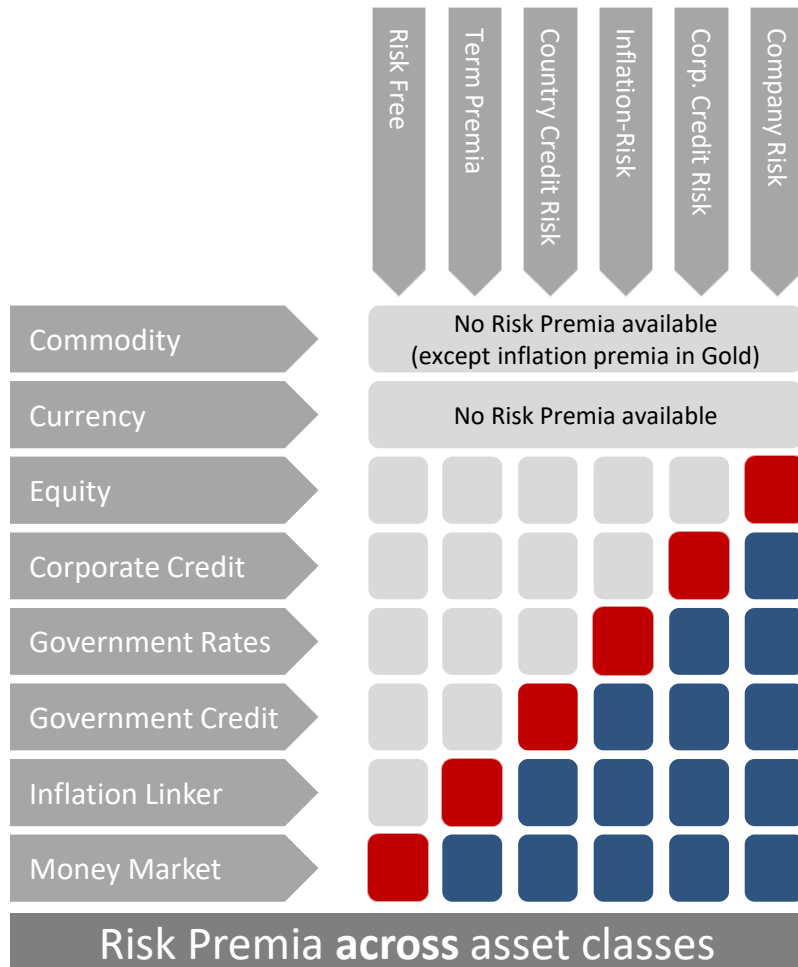 Risk Free
Term Premia
Country Credit Risk
Inflation-Risk
Corp. Credit Risk
Company Risk
Commodity
No Risk Premia available
(except inflation premia in Gold)
Currency
No Risk Premia available
Equity
Corporate Credit
Government Rates
Government Credit
Inflation Linker
Money Market
Risk Premia across asset classes